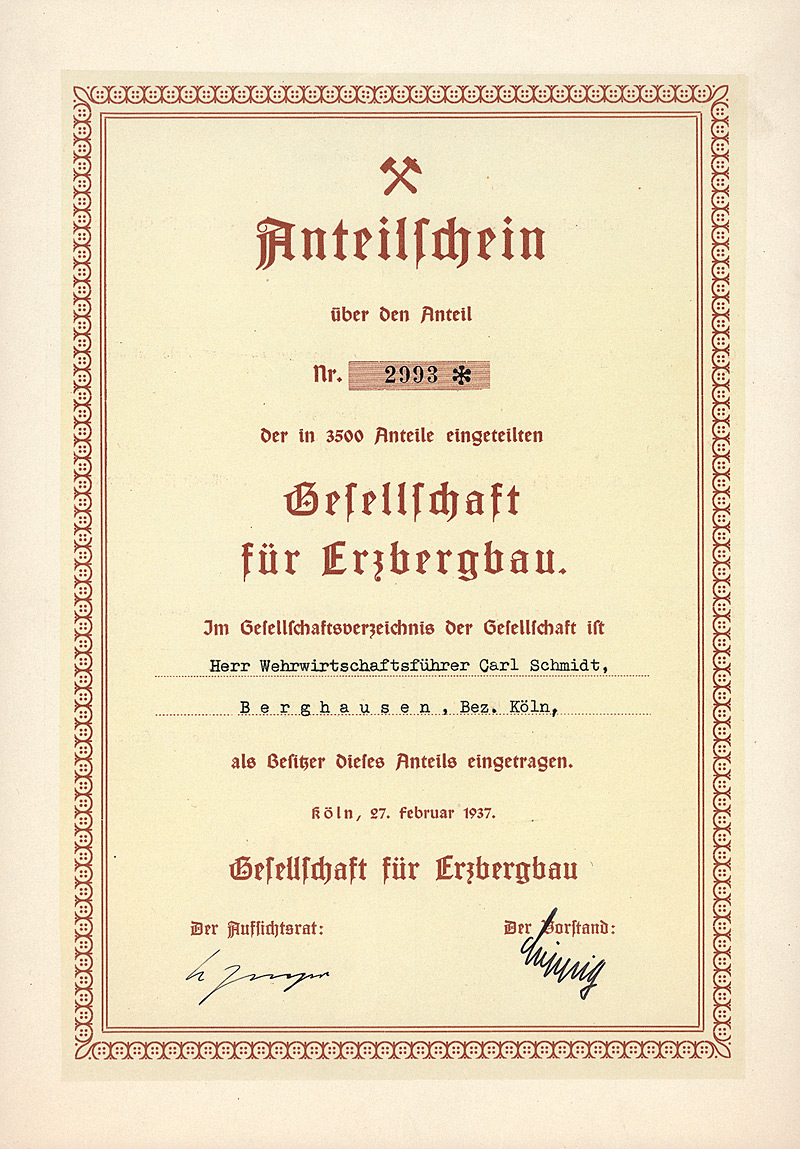 Anteilschein
über den Anteil
Nr. 2993 *
der in 3500 Anteile eingeteilten
Gesellschaft
für Erzbergbau.
Im Gesellschaftsverzeichnis der Gesellschaft ist
Herr Wehrwirtschaftsführer Carl Schmidt,
Berghausen, Bez. Köln,
als Besitzer dieses Anteils eingetragen.
Köln, 27. Februar 1937.
Gesellschaft für Erzbergbau
Der Aufsichtsrat: Der Vorstand: